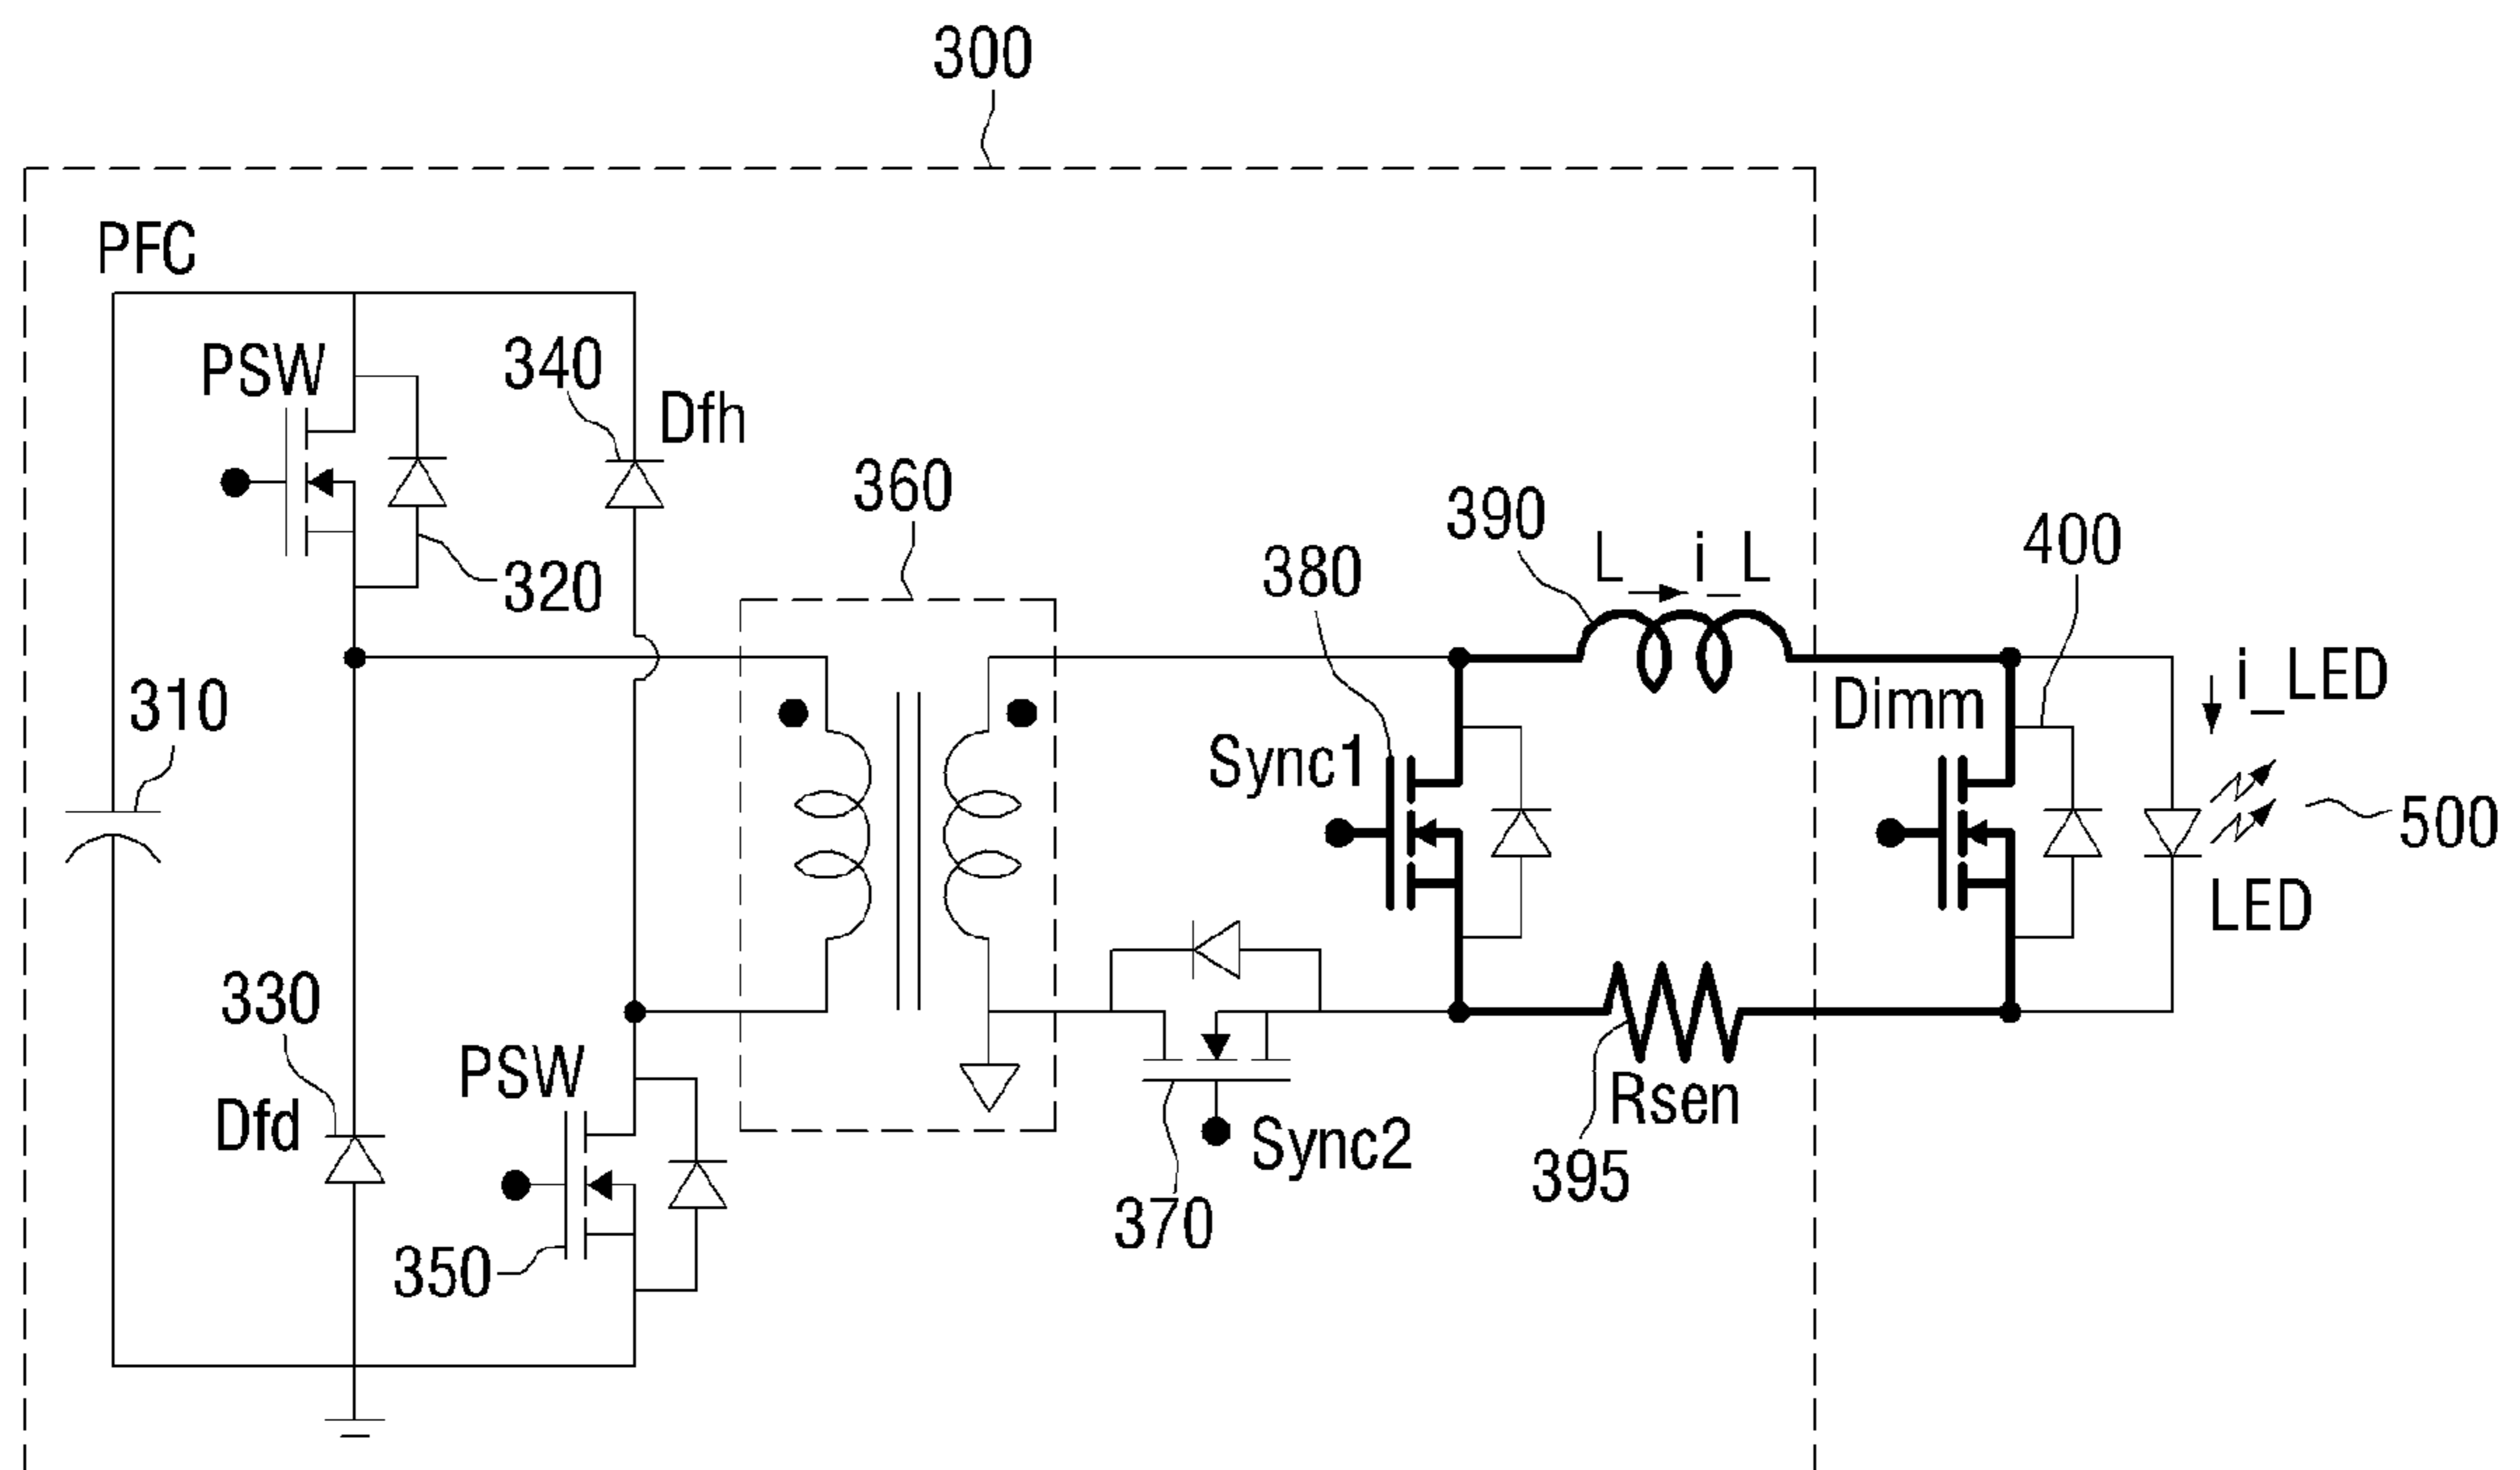 300
PFC
PSW
340
Dfh
320
360
390
L i_L
380
400
310
Sync1
Dimm
i_LED
500
LED
330
Dfd
PSW
350
Sync2
370
Rsen
395